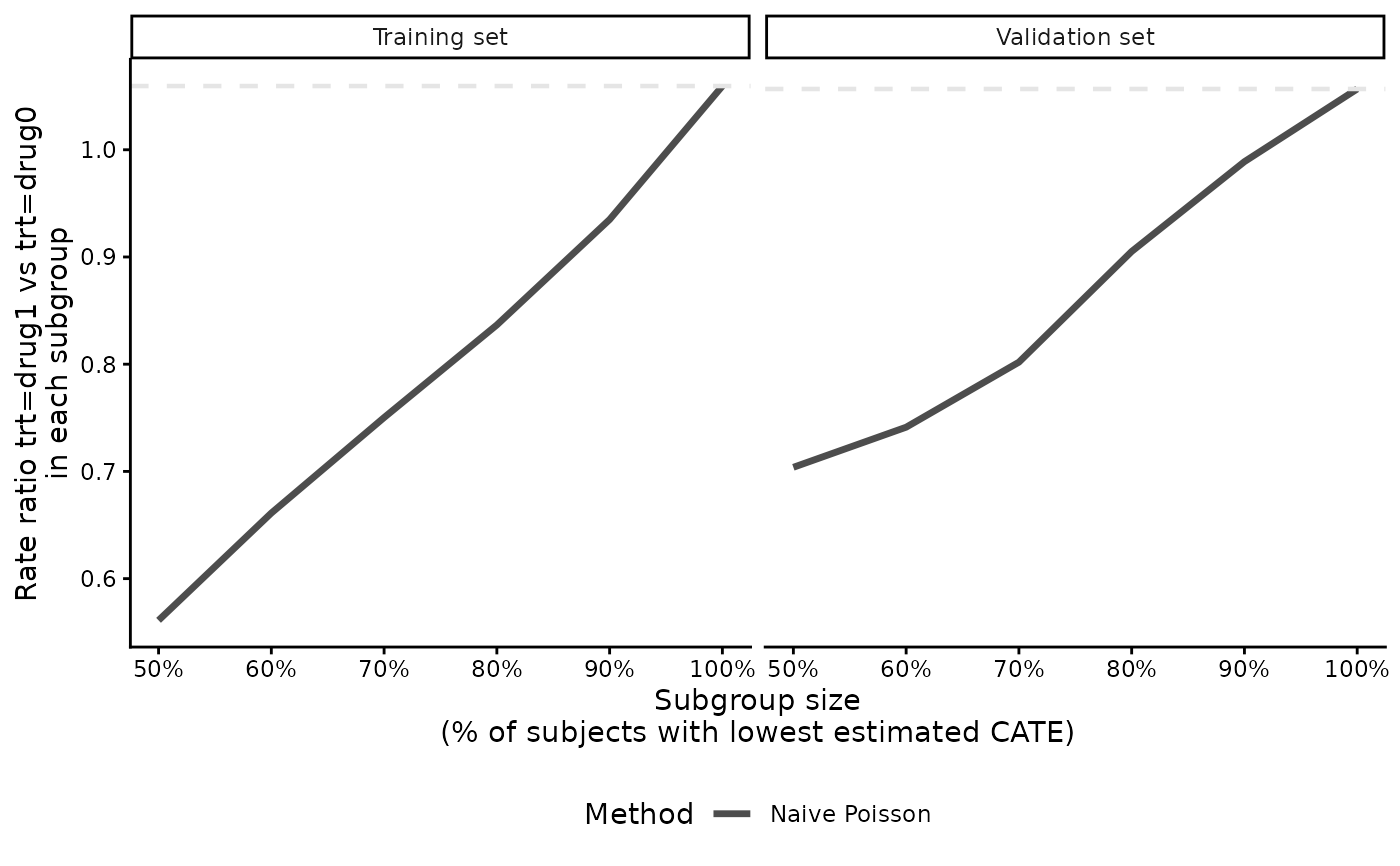 Training set
Validation set
Rate ratio trt=drug1 vs trt=drug0
in each subgroup
1.0
0.9
0.8
0.7
0.6
50% 60% 70% 80% 90% 100%
50% 60% 70% 80% 90% 100%
Subgroup size
(% of subjects with lowest estimated CATE)
Method Naive Poisson